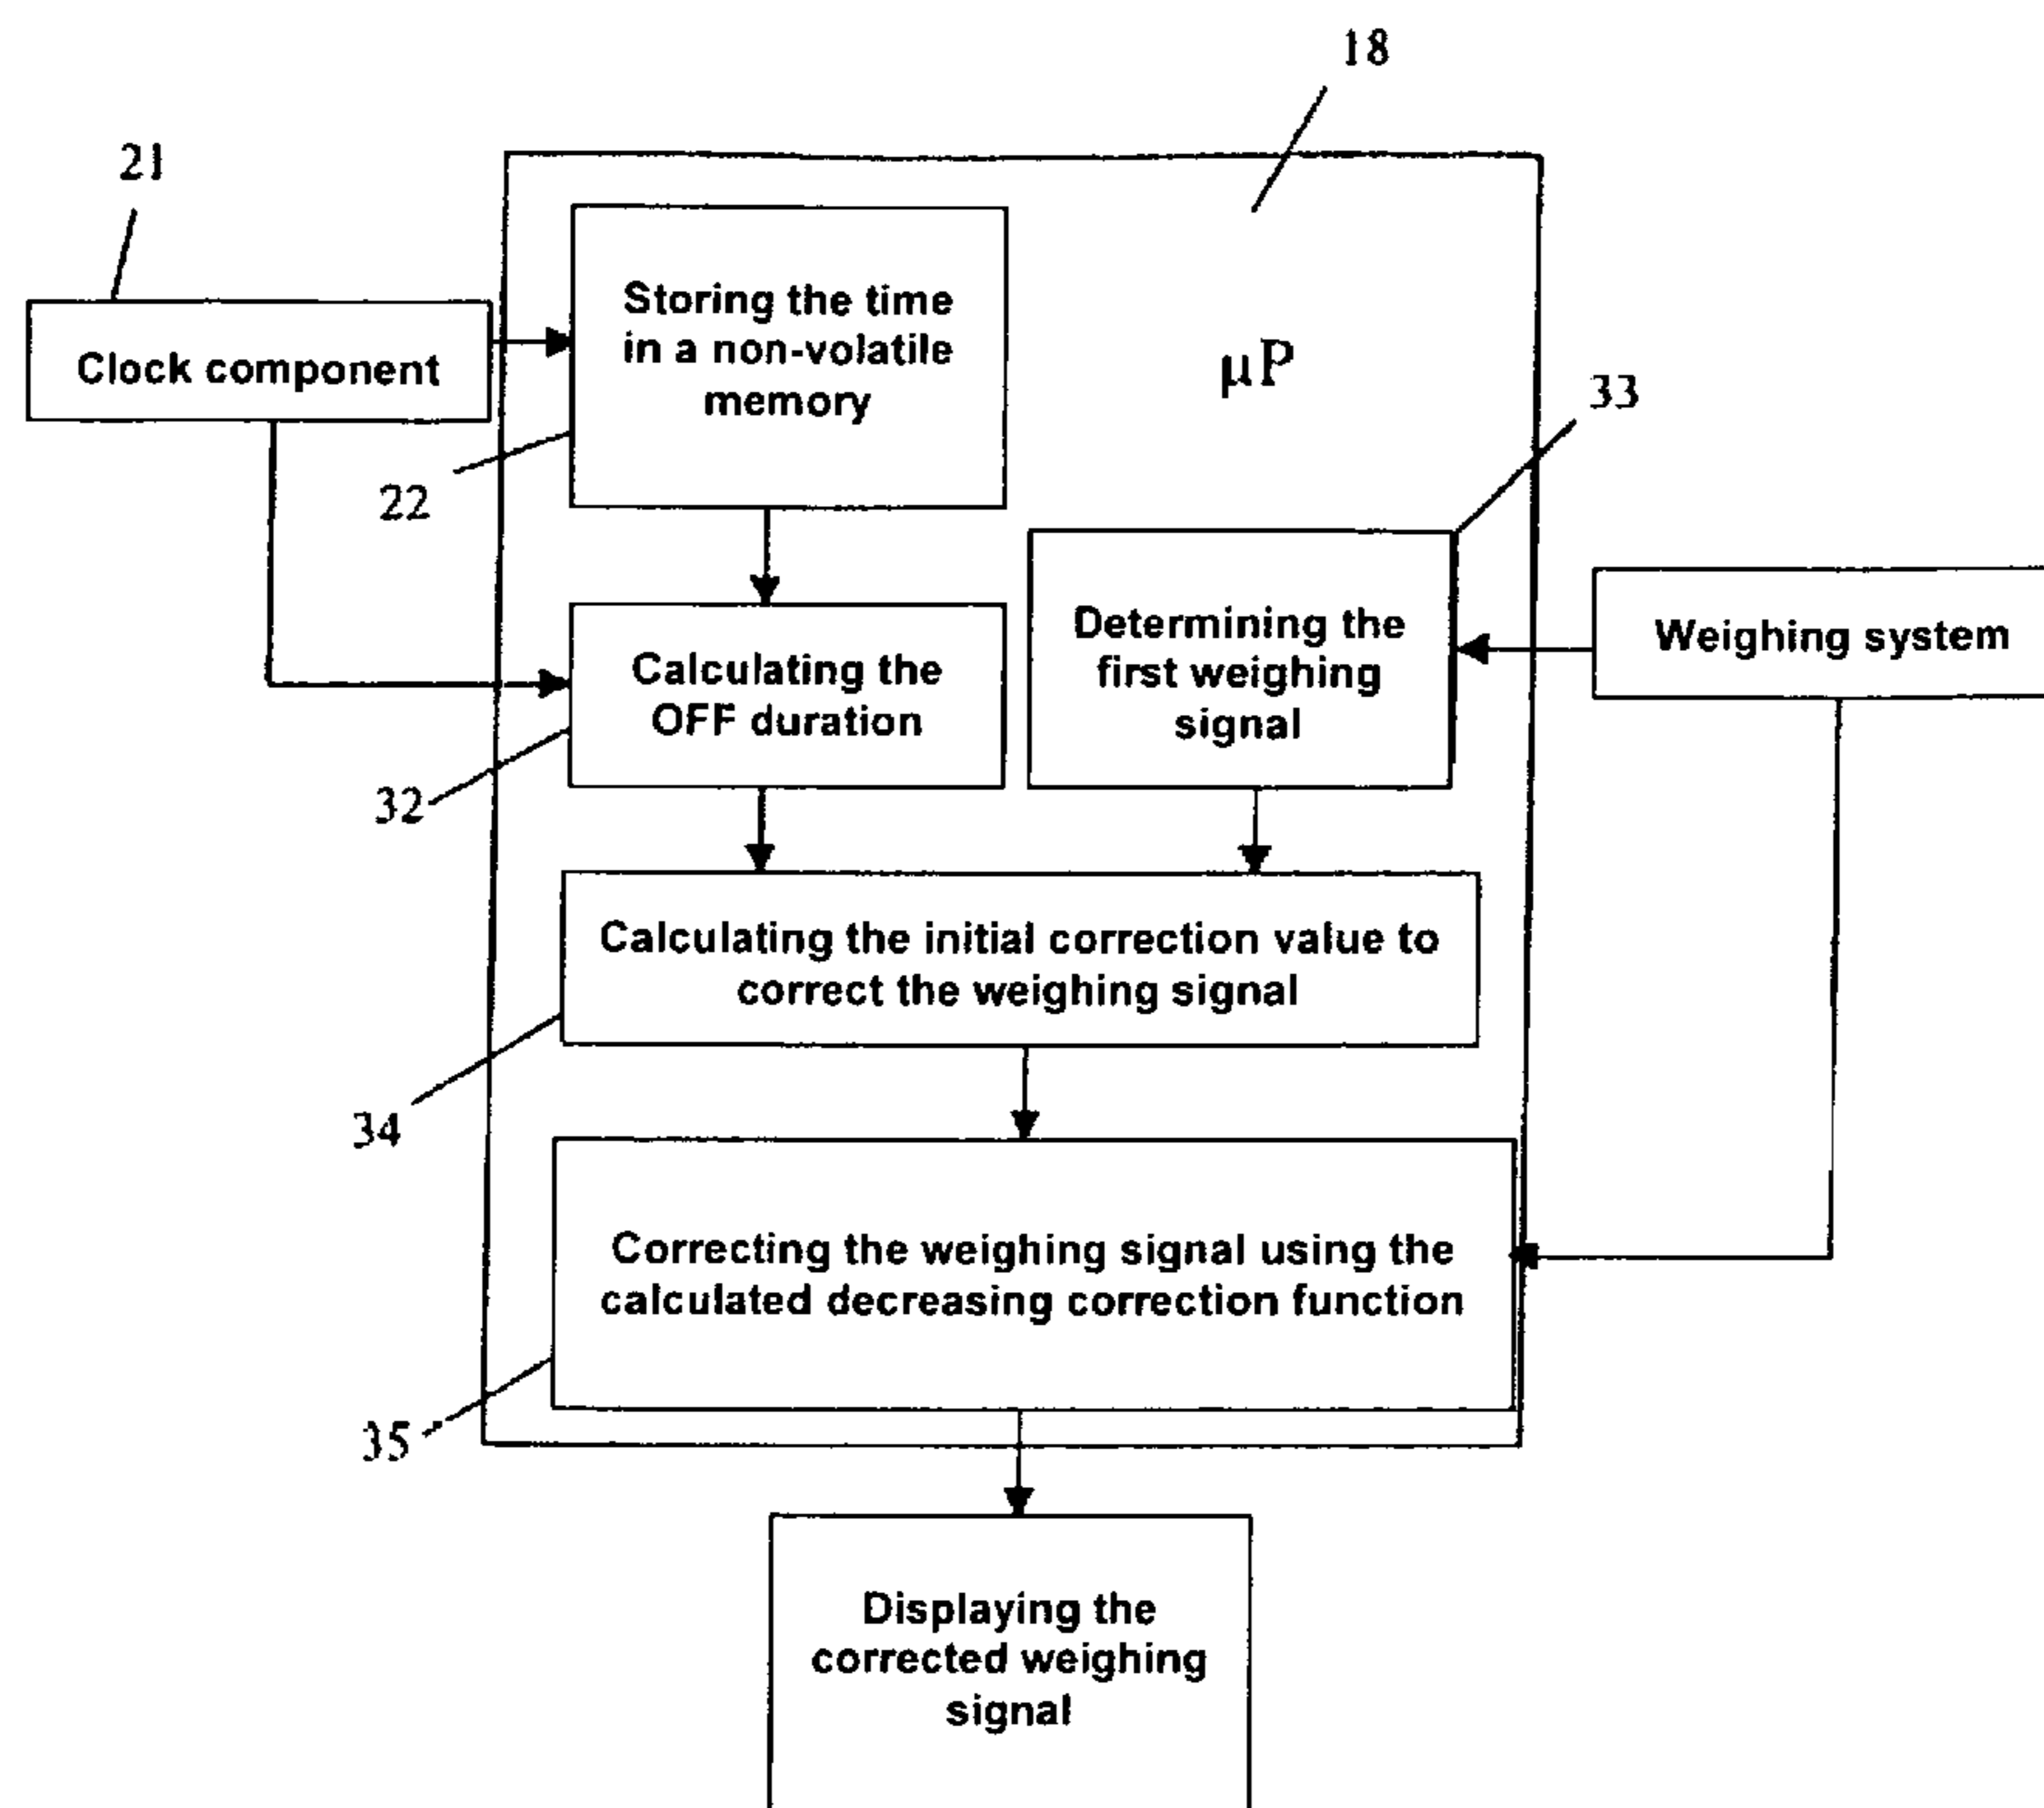 18
21
Storing the time
in a non-volatile
memory
Clock component
μP
33
22
Determining the
first weighing
signal
Weighing system
Calculating the
OFF duration
32
Calculating the initial correction value to
correct the weighing signal
34
Correcting the weighing signal using the
calculated decreasing correction function
35
Displaying the
corrected weighing
signal